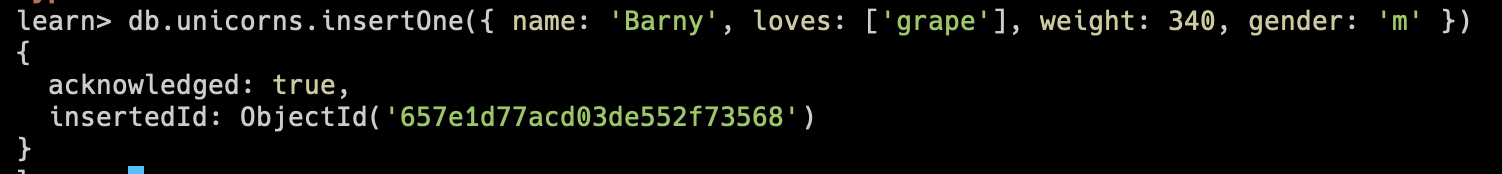 learn> db.unicorns.insertOne({ name: 'Barny', loves: ['grape'], weight: 340, gender: 'm' })
{
  acknowledged: true,
  insertedId: ObjectId('657e1d77acd03de552f73568')
}